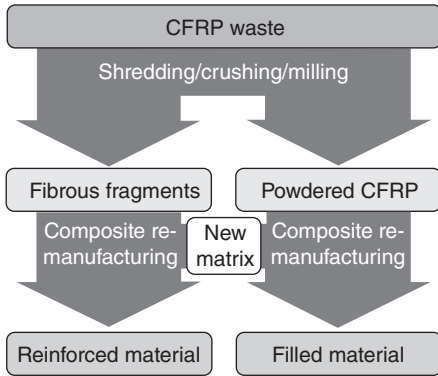 CFRP waste
Shredding/crushing/milling
Fibrous fragments
Powdered CFRP
Composite re-
manufacturing
New
matrix
Composite re-
manufacturing
Reinforced material
Filled material